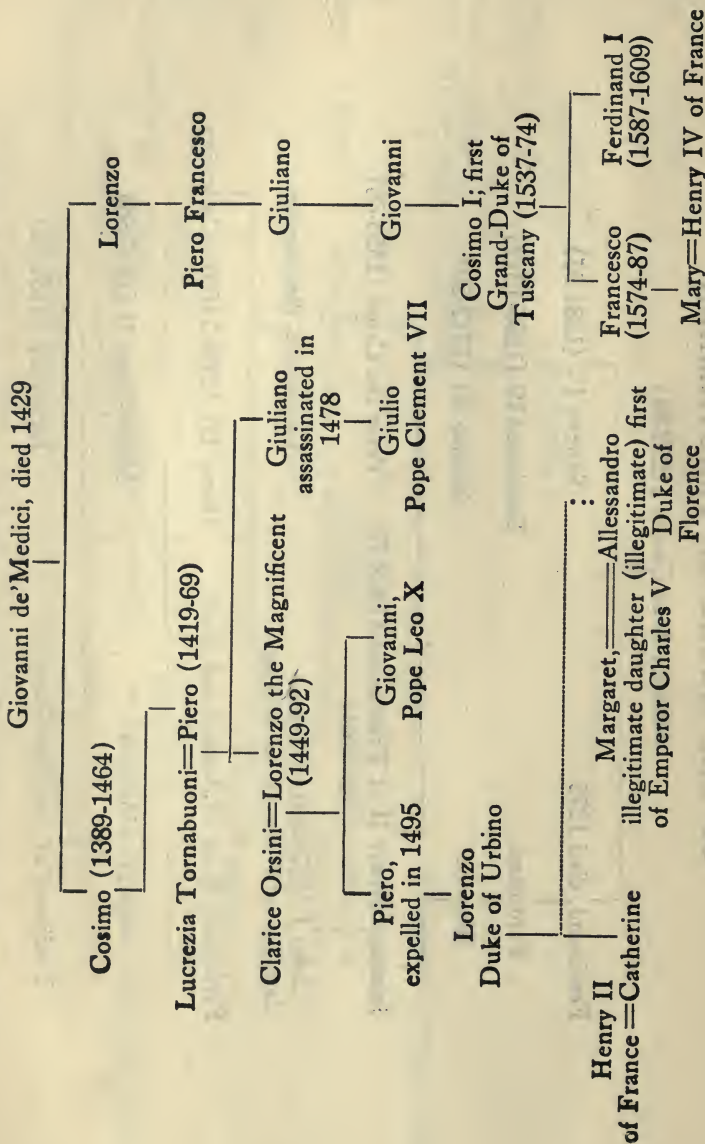 Giovanni de'Medici, died 1429
Cosimo (1389-1464)
Lorenzo
Lucrezia Tornabuoni=Piero (1419-69)
Piero Francesco
Clarice Orsini=Lorenzo the Magnificent
(1449-92)
Giuliano
assassinated in
1478
Giuliano
Piero,
expelled in 1495
Giovanni,
Pope Leo X
Giulio
Pope Clement VII
Giovanni
Lorenzo
Duke of Urbino
Cosimo I; first
Grand-Duke of
Tuscany (1537-74)
Henry II
of France=Catherine
Margaret,=Allessandro
illegitimate daughter (illegitimate) first
of Emperor Charles V Duke of
Florence
Francesco
(1574-87)
Ferdinand I
(1587-1609)
Mary=Henry IV of France